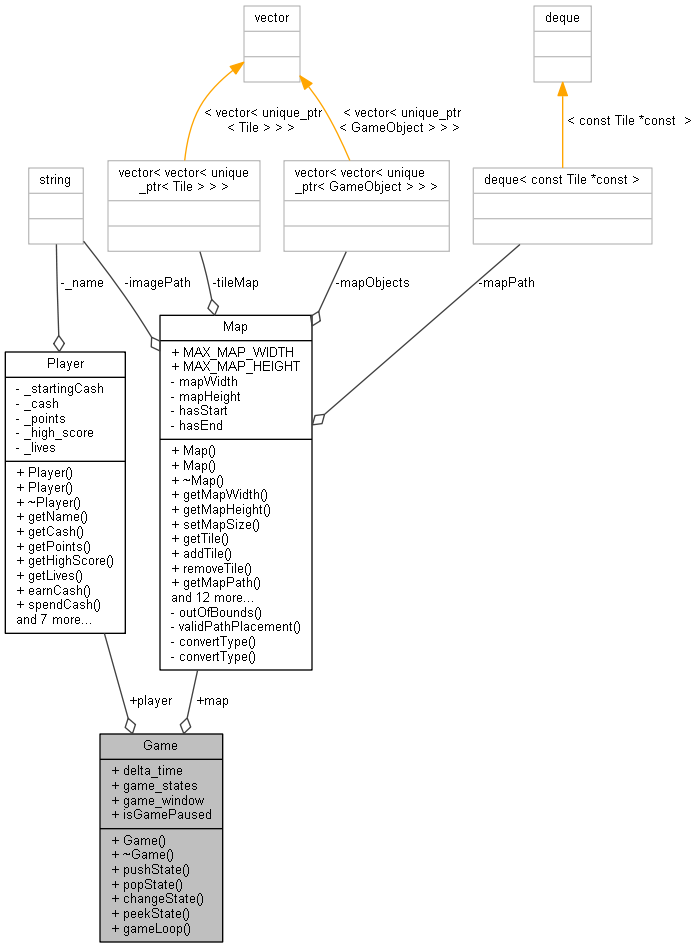 vector
deque
< vector< unique_ptr
< Tile > > >
< vector< unique_ptr
< GameObject > > >
< const Tile *const  >
string
vector< vector< unique
_ptr< Tile > > >
vector< vector< unique
_ptr< GameObject > > >
deque< const Tile *const >
-_name
-imagePath
-tileMap
-mapObjects
-mapPath
Player
- _startingCash
- _cash
- _points
- _high_score
- _lives
+ Player()
+ Player()
+ ~Player()
+ getName()
+ getCash()
+ getPoints()
+ getHighScore()
+ getLives()
+ earnCash()
+ spendCash()
and 7 more...
Map
+ MAX_MAP_WIDTH
+ MAX_MAP_HEIGHT
- mapWidth
- mapHeight
- hasStart
- hasEnd
+ Map()
+ Map()
+ ~Map()
+ getMapWidth()
+ getMapHeight()
+ setMapSize()
+ getTile()
+ addTile()
+ removeTile()
+ getMapPath()
and 12 more...
- outOfBounds()
- validPathPlacement()
- convertType()
- convertType()
+player
+map
Game
+ delta_time
+ game_states
+ game_window
+ isGamePaused
+ Game()
+ ~Game()
+ pushState()
+ popState()
+ changeState()
+ peekState()
+ gameLoop()